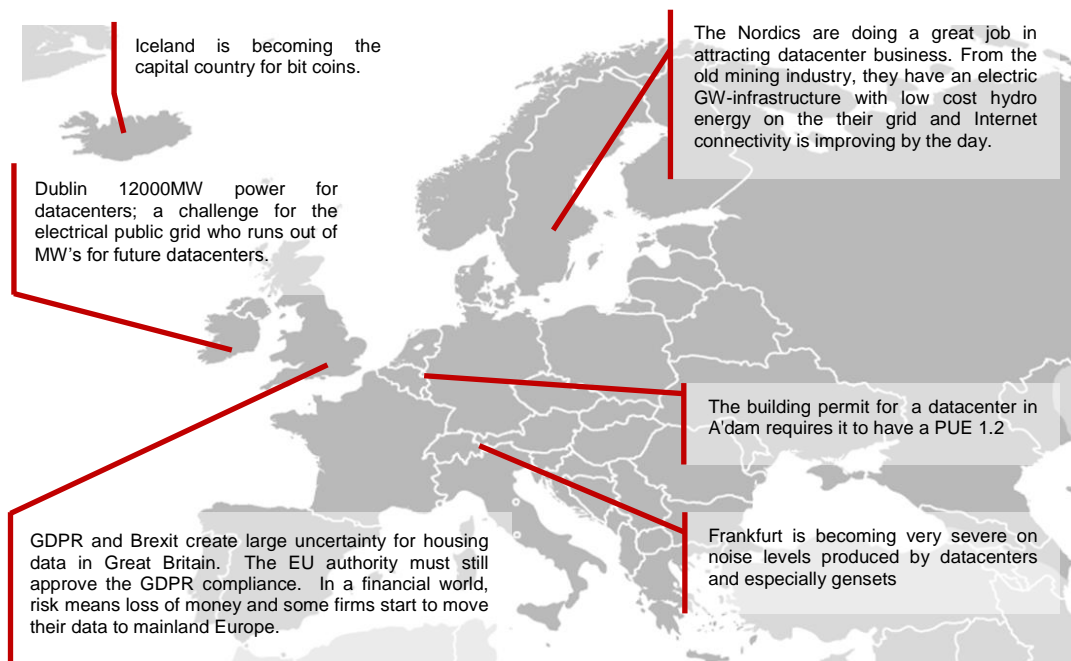 Iceland is becoming the
capital country for bit coins.
The Nordics are doing a great job in
attracting datacenter business. From the
old mining industry, they have an electric
GW-infrastructure with low cost hydro
energy on the their grid and Internet
connectivity is improving by the day.
Dublin 12000MW power for
datacenters; a challenge for the
electrical public grid who runs out of
MW's for future datacenters.
The building permit for a datacenter in
A'dam requires it to have a PUE 1.2
GDPR and Brexit create large uncertainty for housing
data in Great Britain. The EU authority must still
approve the GDPR compliance. In a financial world,
risk means loss of money and some firms start to move
their data to mainland Europe.
Frankfurt is becoming very severe on
noise levels produced by datacenters
and especially gensets